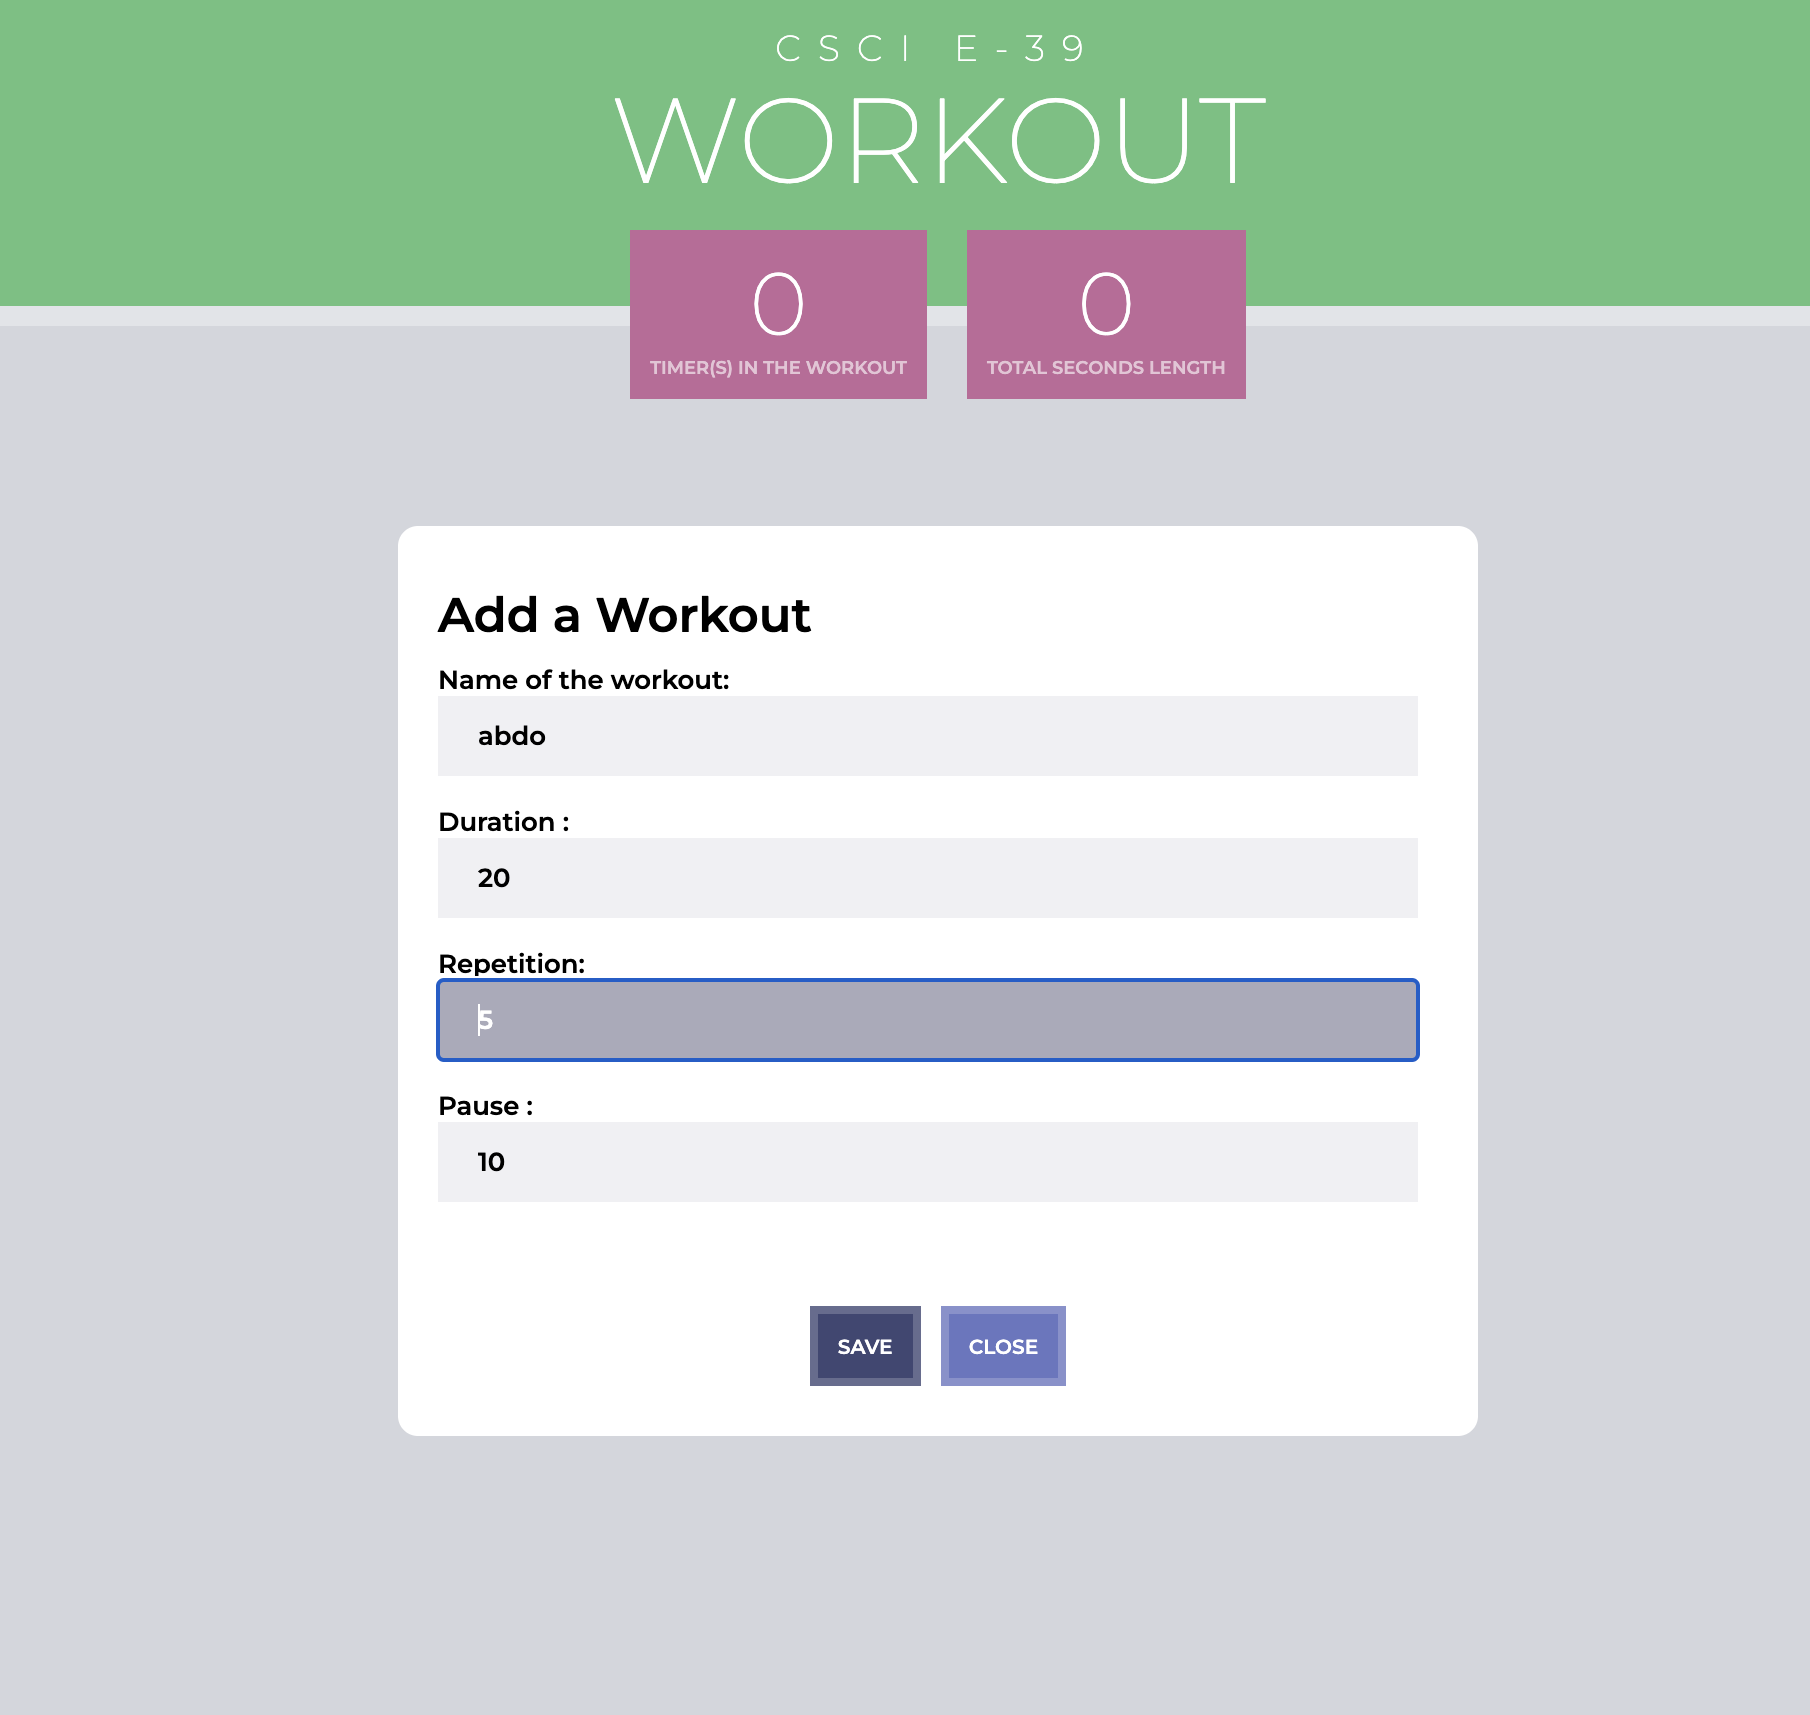 CSCI E-39
WORKOUT
0
TIMER(S) IN THE WORKOUT
0
TOTAL SECONDS LENGTH
Add a Workout
Name of the workout:
abdo
Duration :
20
Repetition:
5
Pause :
10
SAVE
CLOSE